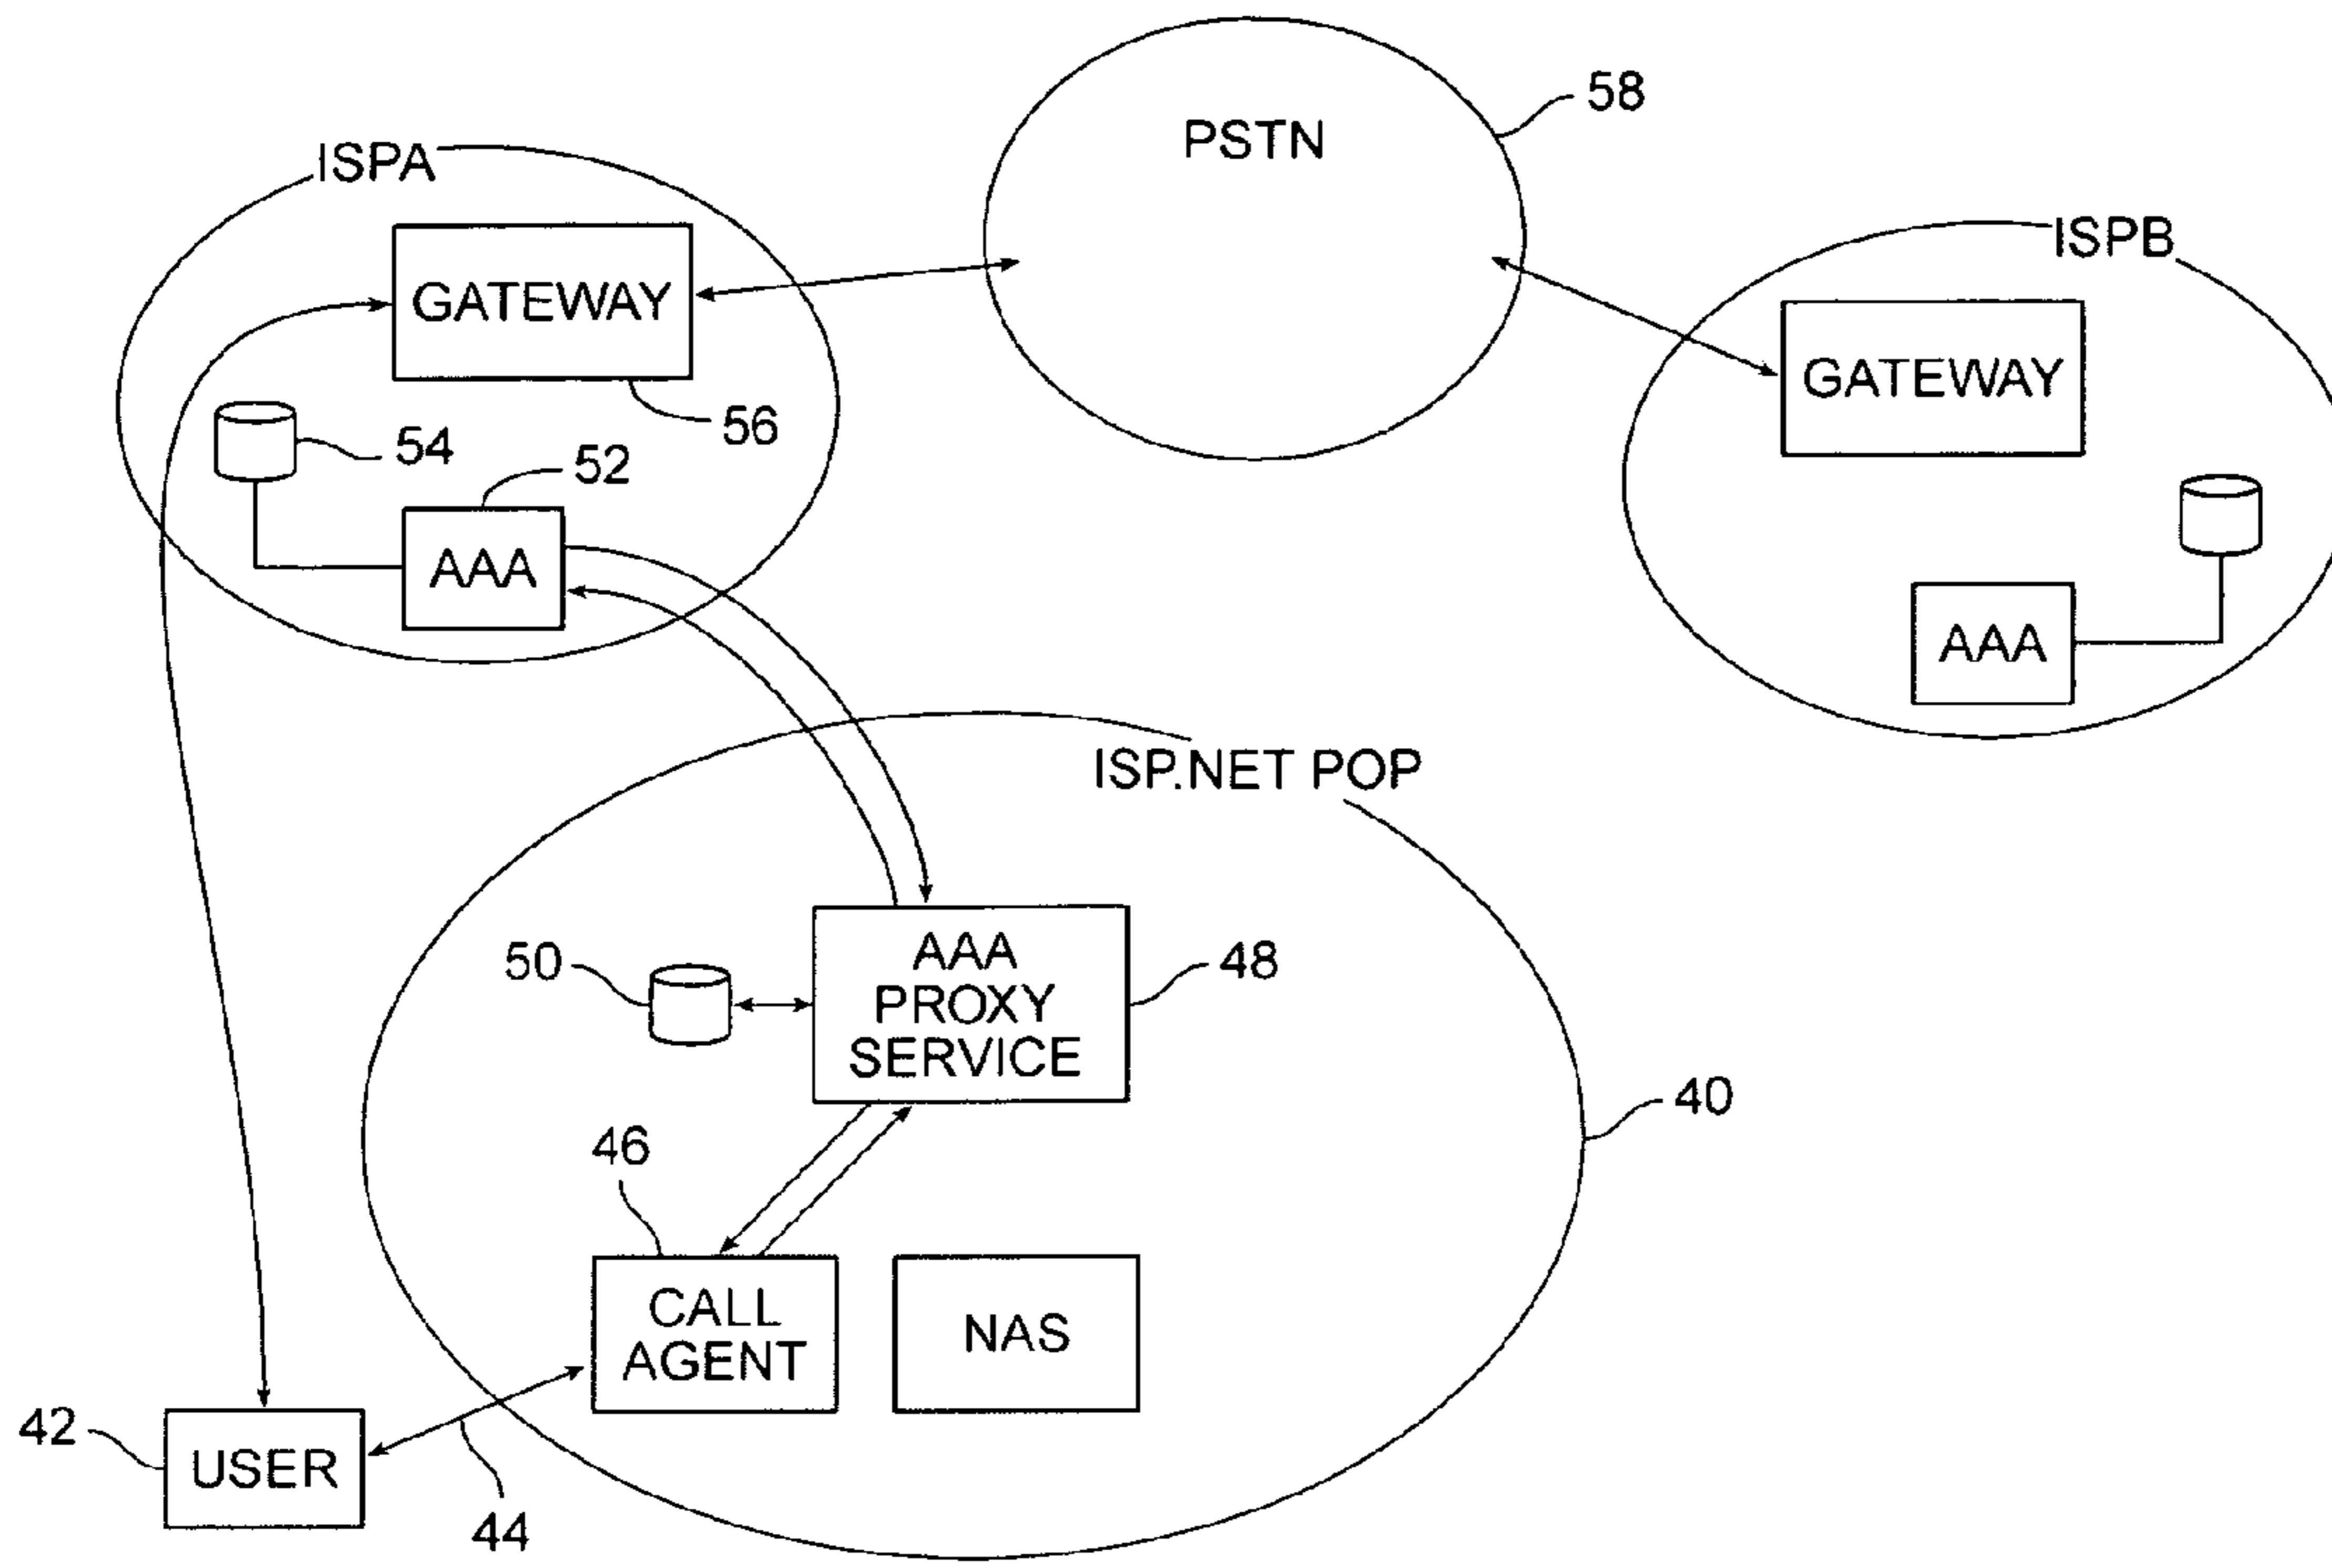 PSTN
58
ISPA
GATEWAY
56
54
52
AAA
ISPB
GATEWAY
AAA
ISP.NET POP
50
AAA
PROXY
SERVICE
48
40
46
CALL
AGENT
NAS
42
USER
44